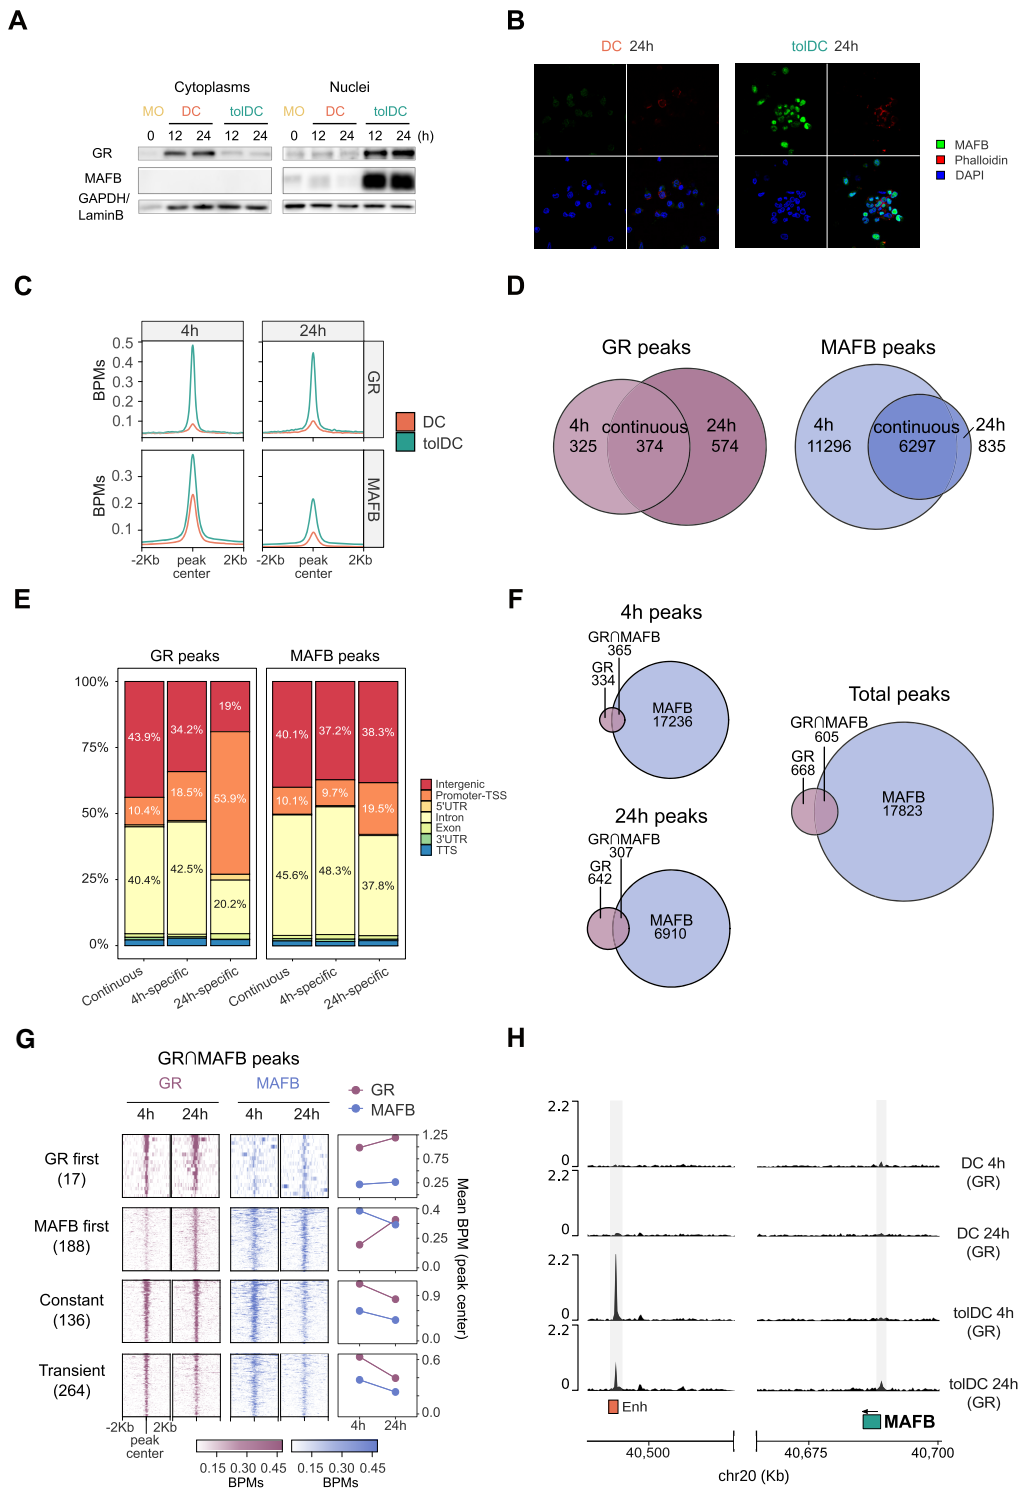 A
Cytoplasms Nuclei
MO DC tolDC MO DC tolDC
0 12 24 12 24 0 12 24 12 24 (h)
GR
MAFB
GAPDH/
LaminB
B
DC 24h tolDC 24h
MAFB
Phalloidin
DAPI
C
4h 24h
BPMs
0.5
0.4
0.3
0.2
0.1
GR
DC
tolDC
BPMs
0.3
0.2
0.1
MAFB
-2Kb peak center 2Kb -2Kb peak center 2Kb
D
GR peaks MAFB peaks
4h
325
continuous
374
24h
574
4h
11296
continuous
6297
24h
835
E
GR peaks MAFB peaks
100%
75%
50%
25%
0%
43.9% 34.2% 19% 40.1% 37.2% 38.3%
10.4% 18.5% 53.9% 10.1% 9.7% 19.5%
40.4% 42.5% 20.2% 45.6% 48.3% 37.8%
Continuous 4h-specific 24h-specific Continuous 4h-specific 24h-specific
Intergenic
Promoter-TSS
5'UTR
Intron
Exon
3'UTR
TTS
F
4h peaks
GR∩MAFB
365
GR
334
MAFB
17236
24h peaks
GR∩MAFB
307
GR
642
MAFB
6910
Total peaks
GR∩MAFB
605
GR
668
MAFB
17823
G
GR∩MAFB peaks
GR MAFB
4h 24h 4h 24h
GR
MAFB
GR first
(17)
1.25
0.75
0.25
MAFB first
(188)
0.4
0.25
0.0
Constant
(136)
0.9
0.0
Transient
(264)
0.6
0.0
Mean BPM (peak center)
-2Kb 2Kb
peak
center
4h 24h
0.15 0.30 0.45 0.15 0.30 0.45
BPMs BPMs
H
2.2
0
DC 4h
(GR)
2.2
0
DC 24h
(GR)
2.2
0
tolDC 4h
(GR)
2.2
0
tolDC 24h
(GR)
Enh
MAFB
40,500 40,675 40,700
chr20 (Kb)